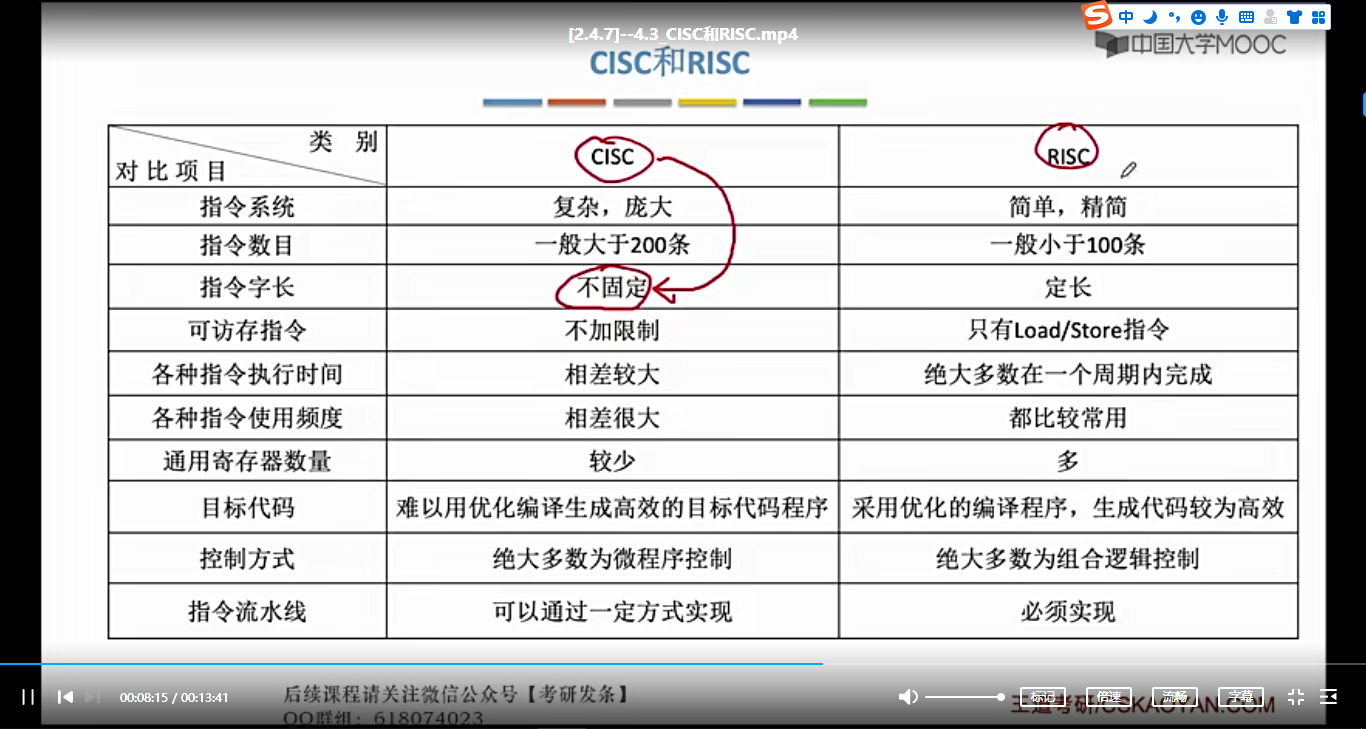 中
[2.4.7]--4.3_CISC和RISC.mp4
中国大学MOOC
CISC和RISC
类 别
对比项目
CISC
RISC
指令系统
复杂，庞大
简单，精简
指令数目
一般大于200条
一般小于100条
指令字长
不固定
定长
可访存指令
不加限制
只有Load/Store指令
各种指令执行时间
相差较大
绝大多数在一个周期内完成
各种指令使用频度
相差很大
都比较常用
通用寄存器数量
较少
多
目标代码
难以用优化编译生成高效的目标代码程序
采用优化的编译程序，生成代码较为高效
控制方式
绝大多数为微程序控制
绝大多数为组合逻辑控制
指令流水线
可以通过一定方式实现
必须实现
00:08:15 / 00:13:41
后续课程请关注微信公众号【考研发条】
QQ群组：618074023
标记
倍速
流畅
字幕
王道考研/CSKAOYAN.COM